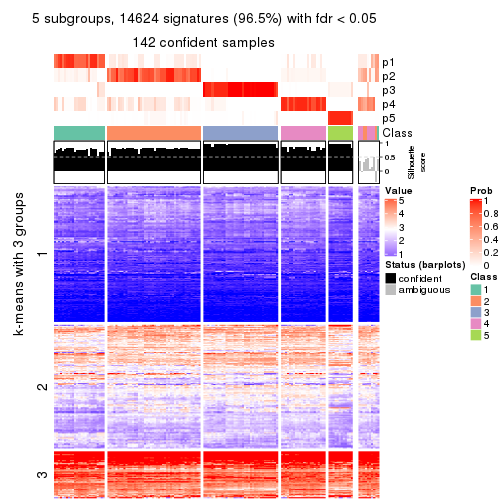 5 subgroups, 14624 signatures (96.5%) with fdr < 0.05
142 confident samples
p1
p2
p3
p4
p5
Class
1
0.5
0
Silhouette
score
k-means with 3 groups
1
2
3
Value
5
4
3
2
1
Status (barplots)
confident
ambiguous
Prob
1
0.8
0.6
0.4
0.2
0
Class
1
2
3
4
5